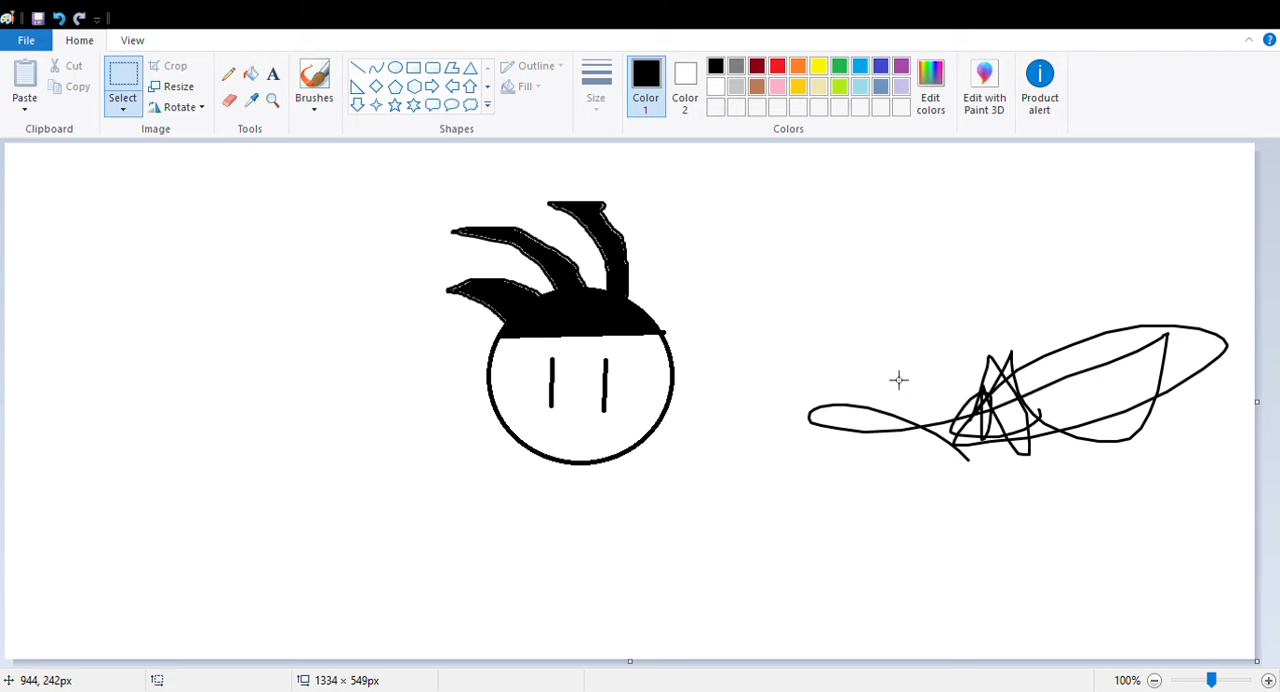 File Home View
Cut Crop Outline
Copy Resize Fill
Paste Select Rotate Brushes Size Color 1 Color 2 Edit colors Edit with Paint 3D Product alert
Clipboard Image Tools Shapes Colors
944, 242px 1334 × 549px 100%